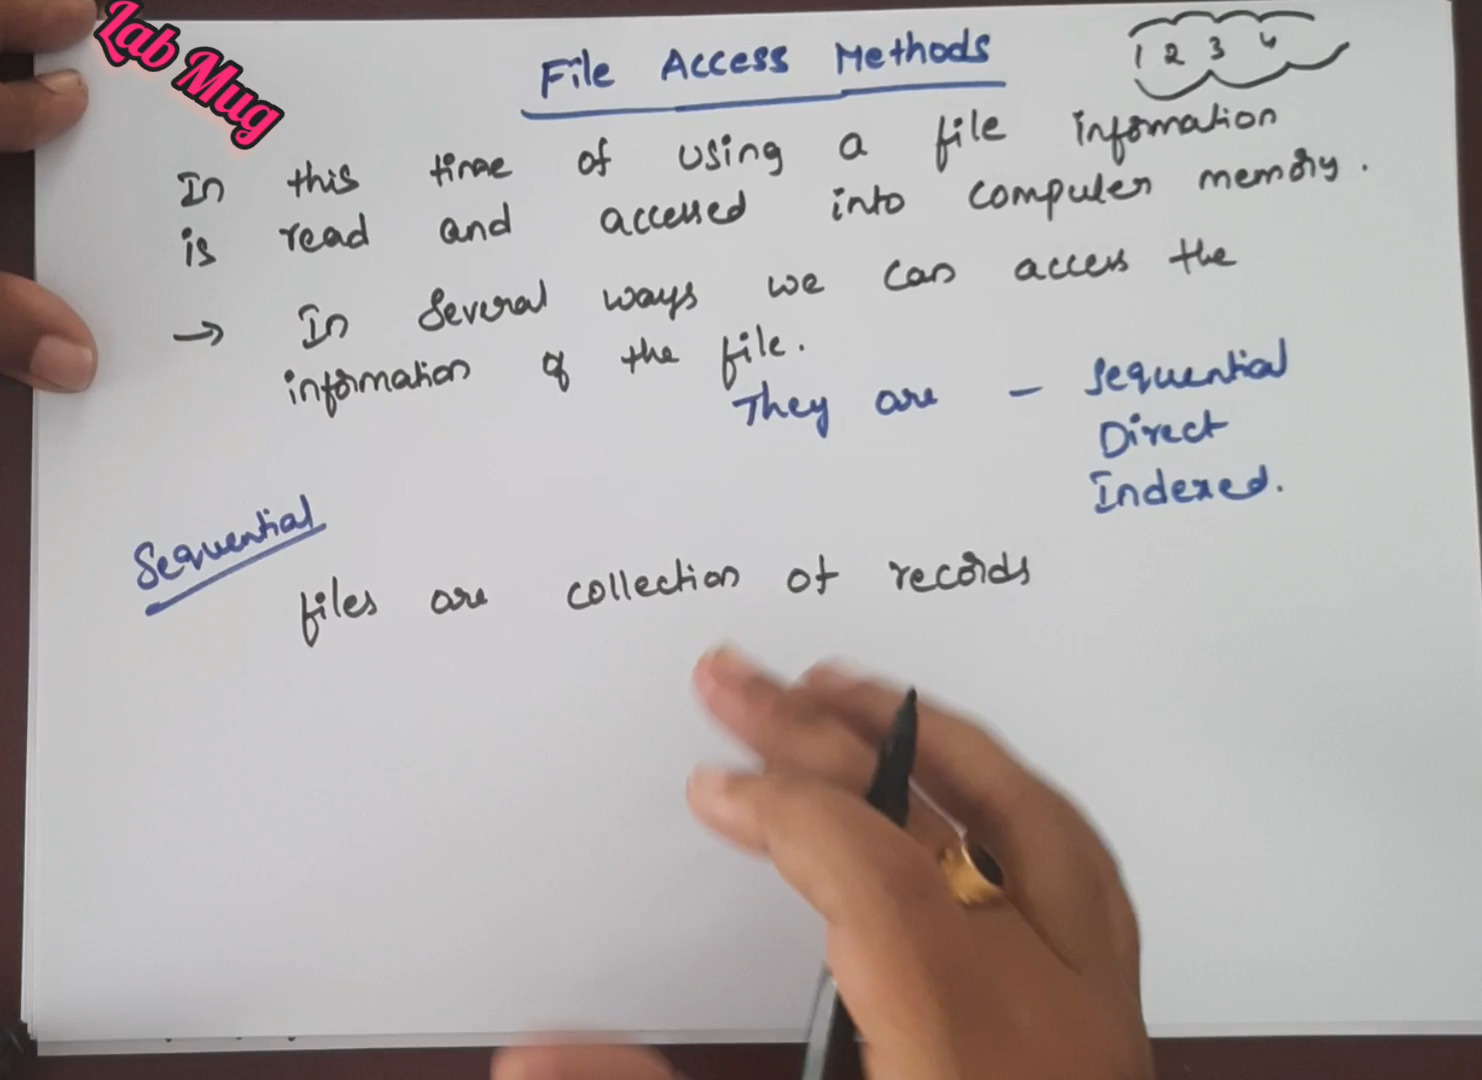 Lab Mug
File Access Methods
1 2 3 4
In this time of using a file information
is read and accessed into computer memory.
→ In several ways we can access the
information of the file.
They are - Sequential
Direct
Indexed.
Sequential
files are collection of records